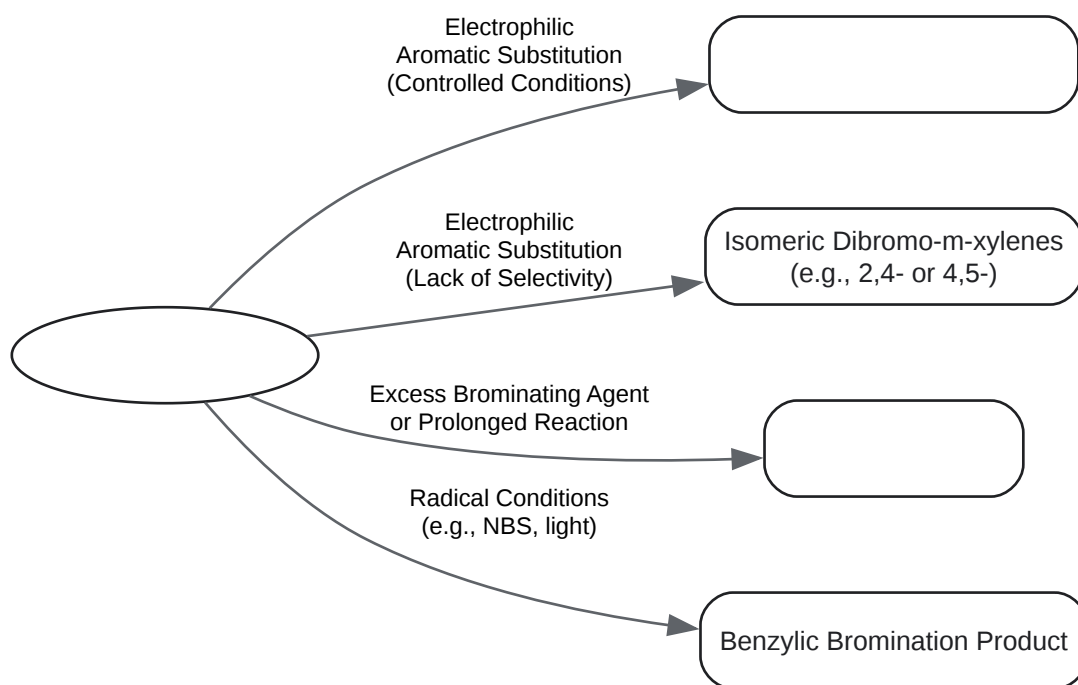 Electrophilic
Aromatic Substitution
(Controlled Conditions)
Electrophilic
Aromatic Substitution
(Lack of Selectivity)
Isomeric Dibromo-m-xylenes
(e.g., 2,4- or 4,5-)
Excess Brominating Agent
or Prolonged Reaction
Radical Conditions
(e.g., NBS, light)
Benzylic Bromination Product